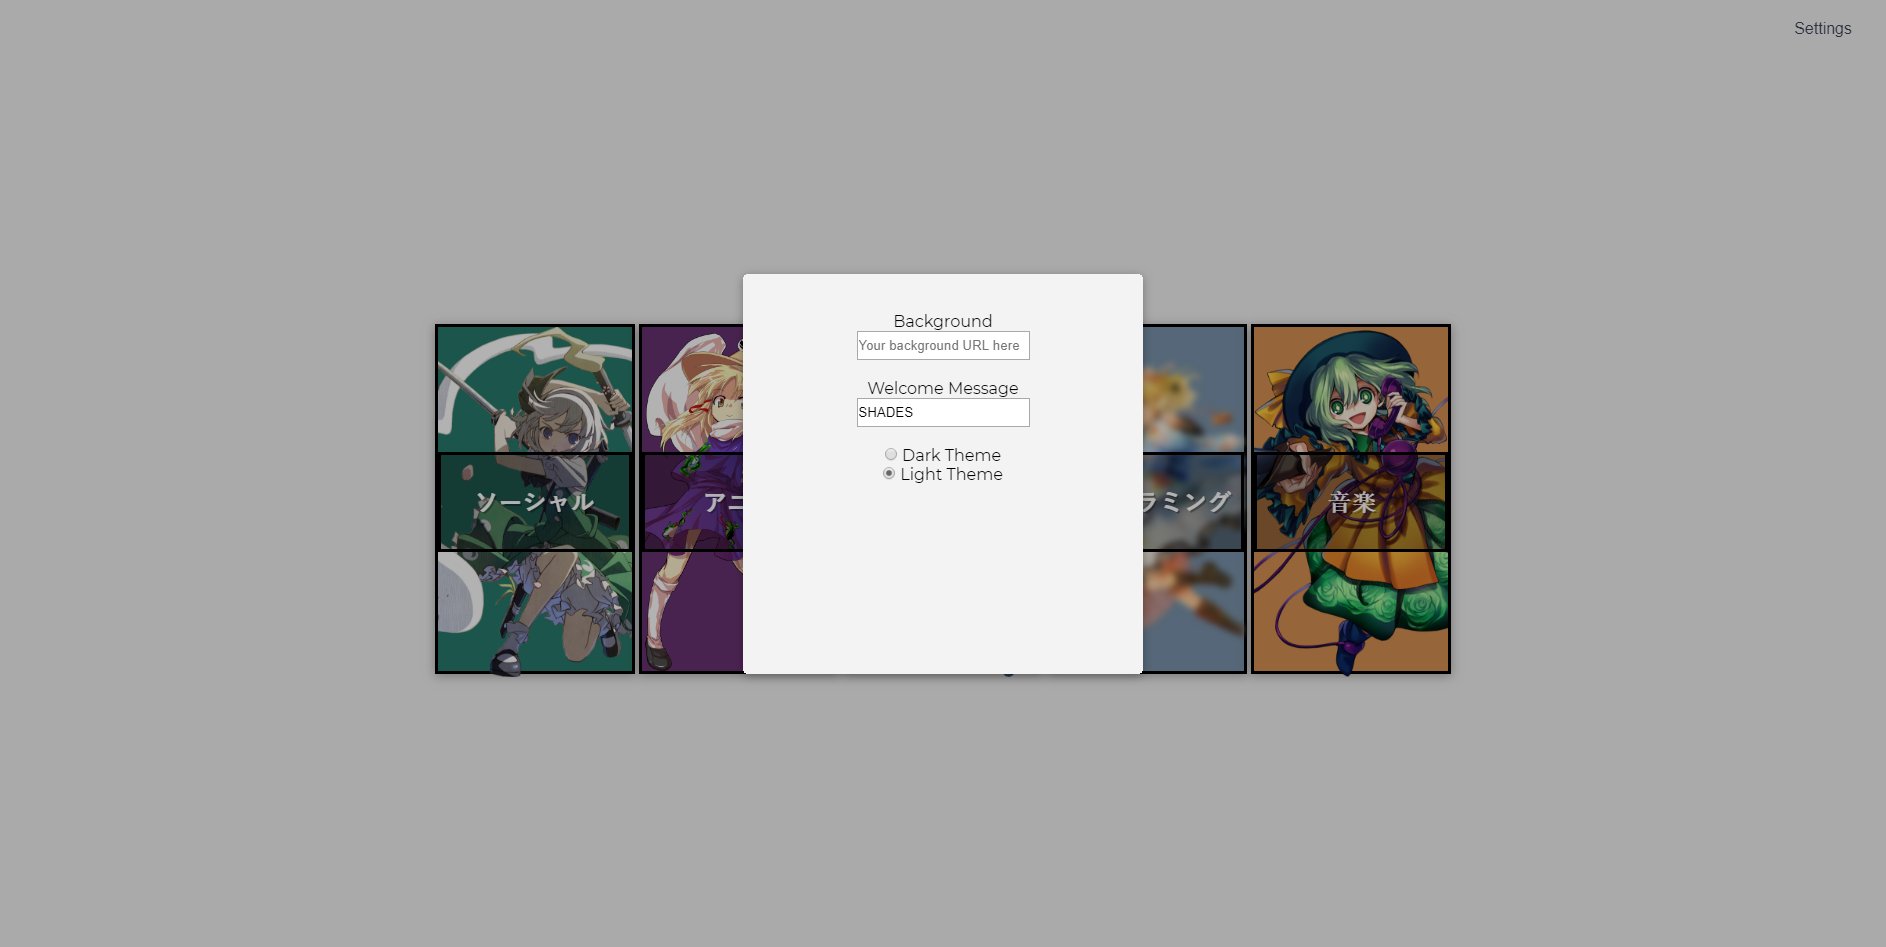 Settings
Background
Your background URL here
Welcome Message
SHADES
Dark Theme
Light Theme
ソーシャル
アニ
ラミング
音楽